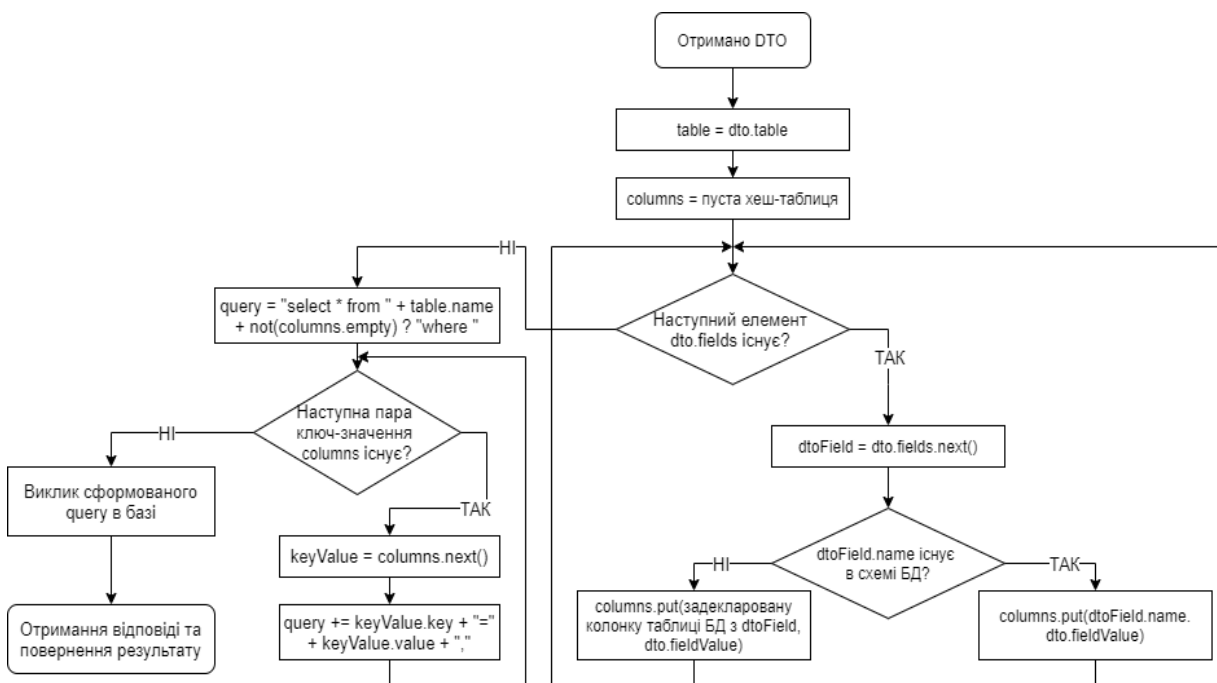 Отримано DTO
table = dto.table
columns = пуста хеш-таблиця
Наступний елемент
dto.fields існує?
НІ
ТАК
query = "select * from " + table.name
+ not(columns.empty) ? "where "
Наступна пара
ключ-значення
columns існує?
НІ
ТАК
Виклик сформованого
query в базі
Отримання відповіді та
повернення результату
keyValue = columns.next()
query += keyValue.key + "="
+ keyValue.value + ","
dtoField = dto.fields.next()
dtoField.name існує
в схемі БД?
НІ
ТАК
columns.put(задекларовану
колонку таблиці БД з dtoField,
dto.fieldValue)
columns.put(dtoField.name.
dto.fieldValue)